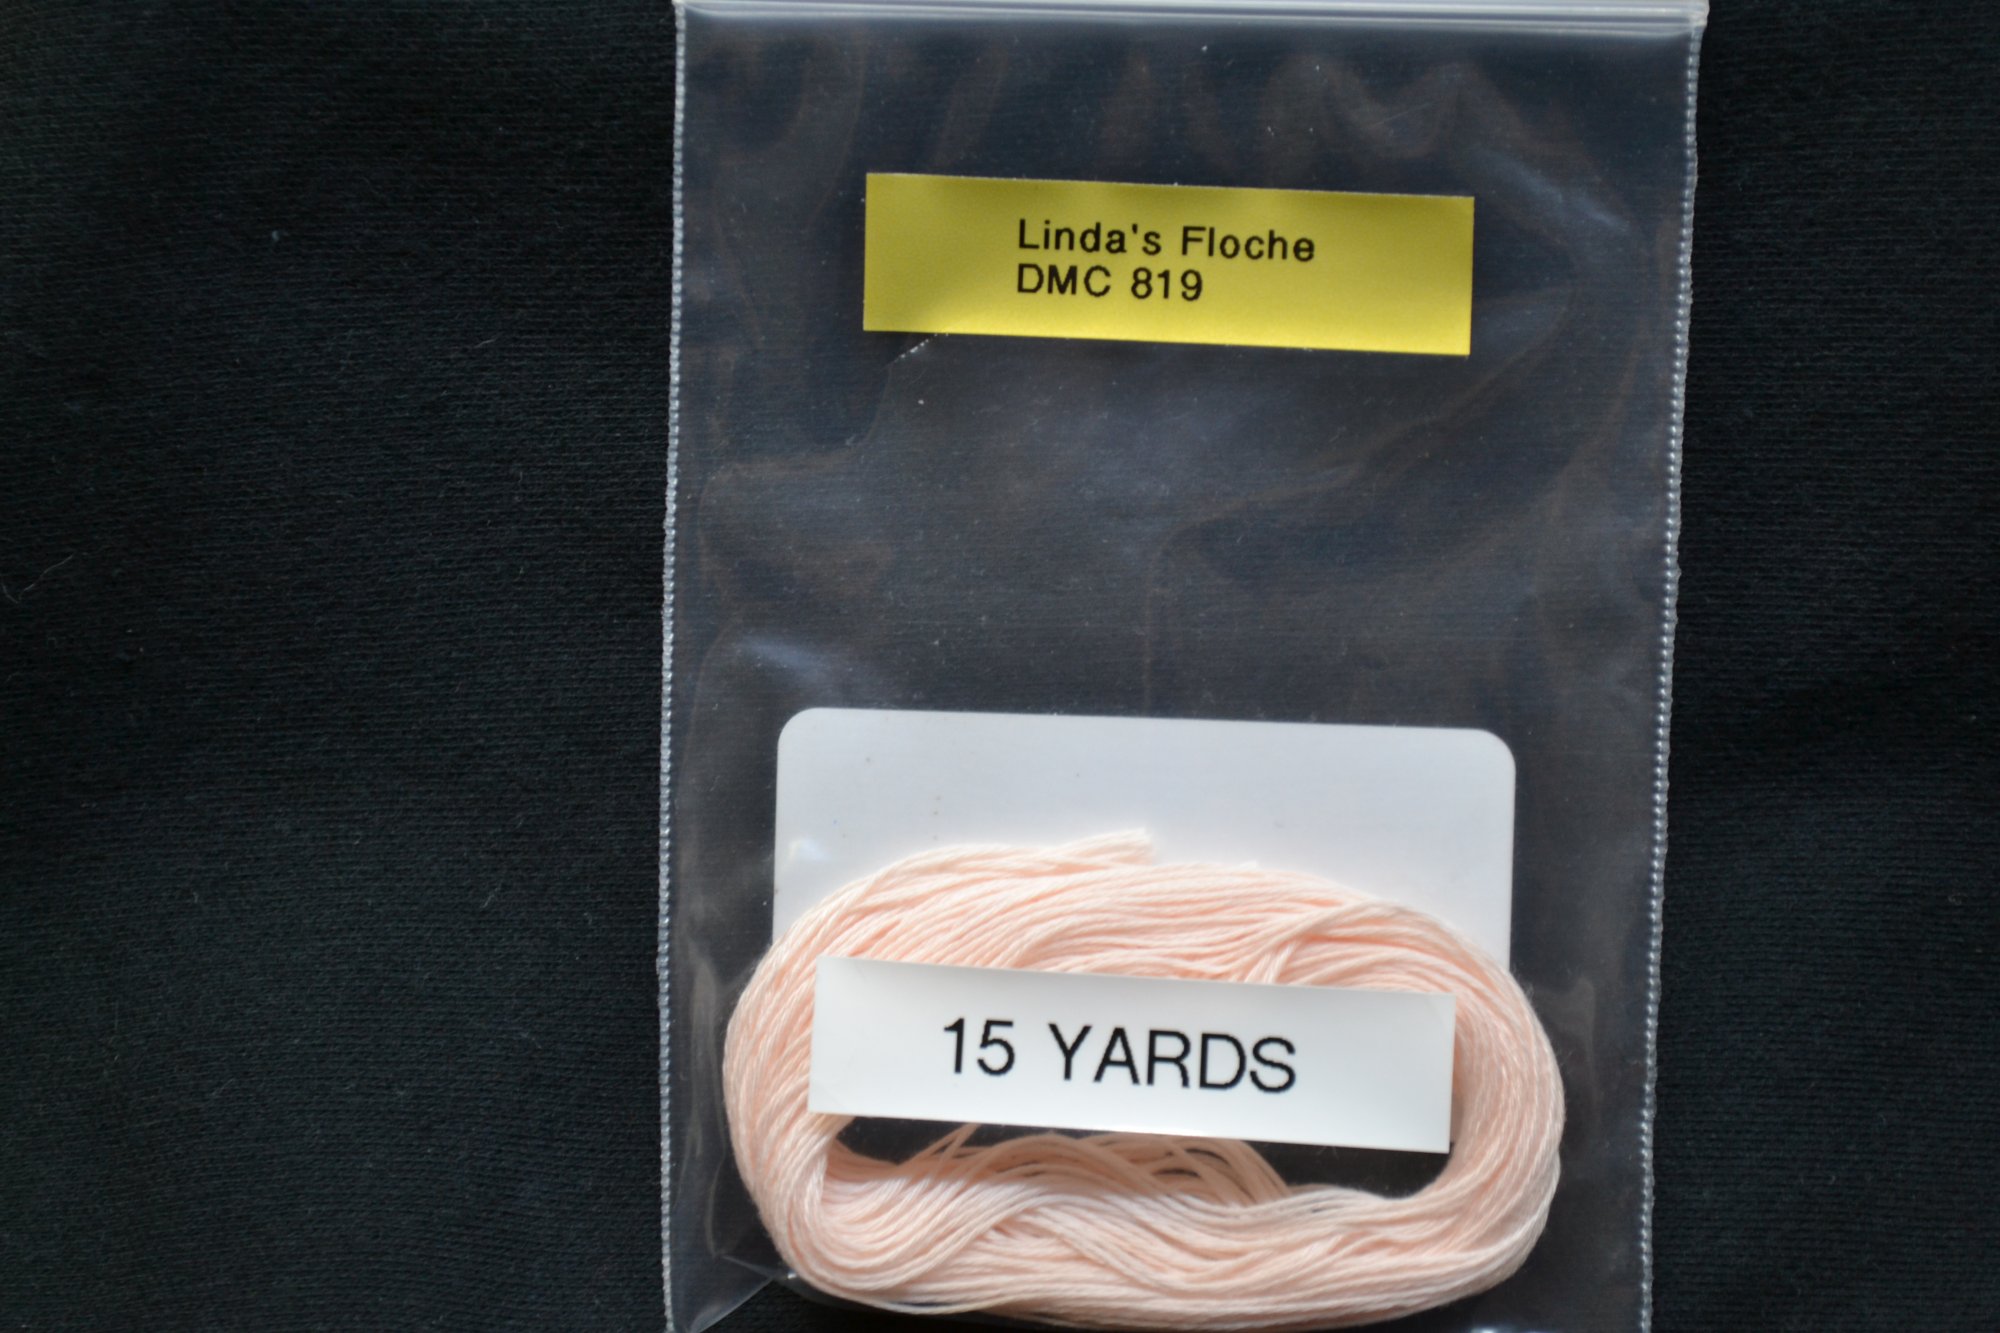 Linda's Floche
DMC 819
15 YARDS